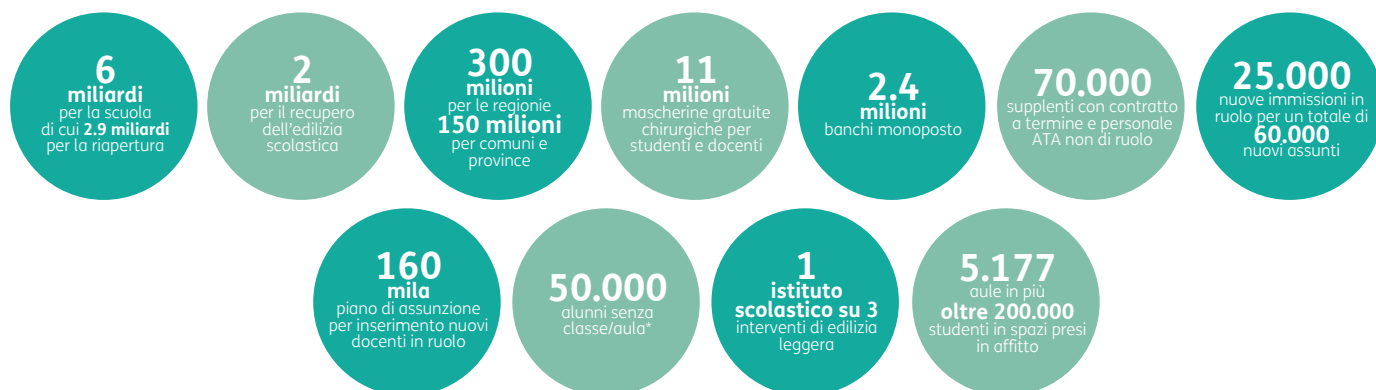 6
miliardi
per la scuola
di cui 2.9 miliardi
per la riapertura
2
miliardi
per il recupero
dell'edilizia
scolastica
300
milioni
per le regionie
150 milioni
per comuni e
province
11
milioni
mascherine gratuite
chirurgiche per
studenti e docenti
2.4
milioni
banchi monoposto
70.000
supplenti con contratto
a termine e personale
ATA non di ruolo
25.000
nuove immissioni in
ruolo per un totale di
60.000
nuovi assunti
160
mila
piano di assunzione
per inserimento nuovi
docenti in ruolo
50.000
alunni senza
classe/aula*
1
istituto
scolastico su 3
interventi di edilizia
leggera
5.177
aule in più
oltre 200.000
studenti in spazi presi
in affitto